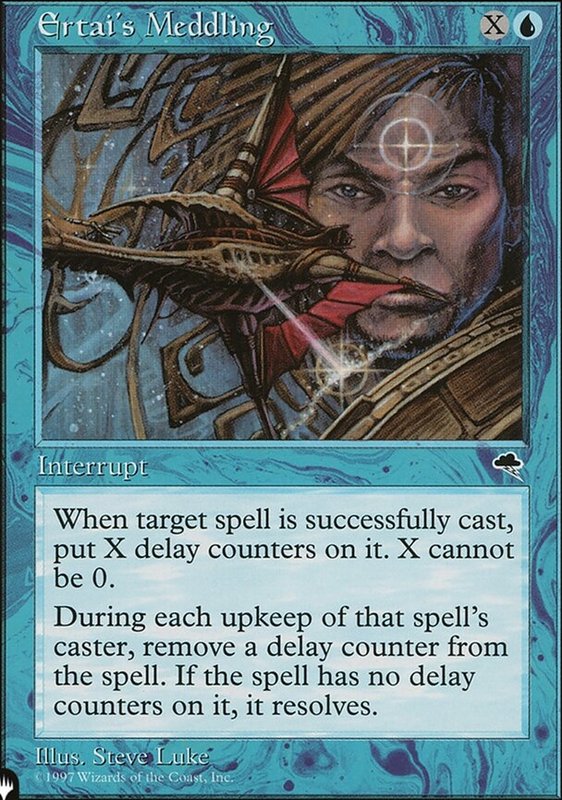 Ertai's Meddling
X
Interrupt
When target spell is successfully cast,
put X delay counters on it. X cannot
be 0.
During each upkeep of that spell's
caster, remove a delay counter from
the spell. If the spell has no delay
counters on it, it resolves.
Illus. Steve Luke
©1997 Wizards of the Coast, Inc.